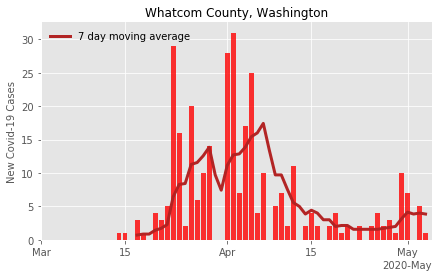 Whatcom County, Washington
7 day moving average
New Covid-19 Cases
30
25
20
15
10
5
0
Mar
15
Apr
15
May
2020-May